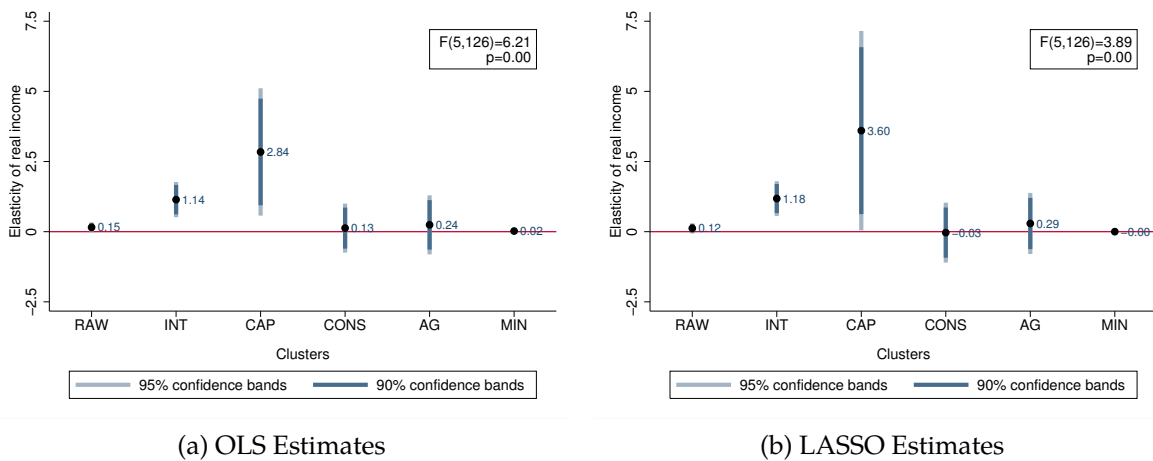 7.5
5
2.5
0
−2.5
Elasticity of real income
F(5,126)=6.21
p=0.00
0.15
1.14
2.84
0.13
0.24
0.02
RAW INT CAP CONS AG MIN
Clusters
95% confidence bands 90% confidence bands
(a) OLS Estimates
7.5
5
2.5
0
−2.5
Elasticity of real income
F(5,126)=3.89
p=0.00
0.12
1.18
3.60
−0.03
0.29
−0.00
RAW INT CAP CONS AG MIN
Clusters
95% confidence bands 90% confidence bands
(b) LASSO Estimates